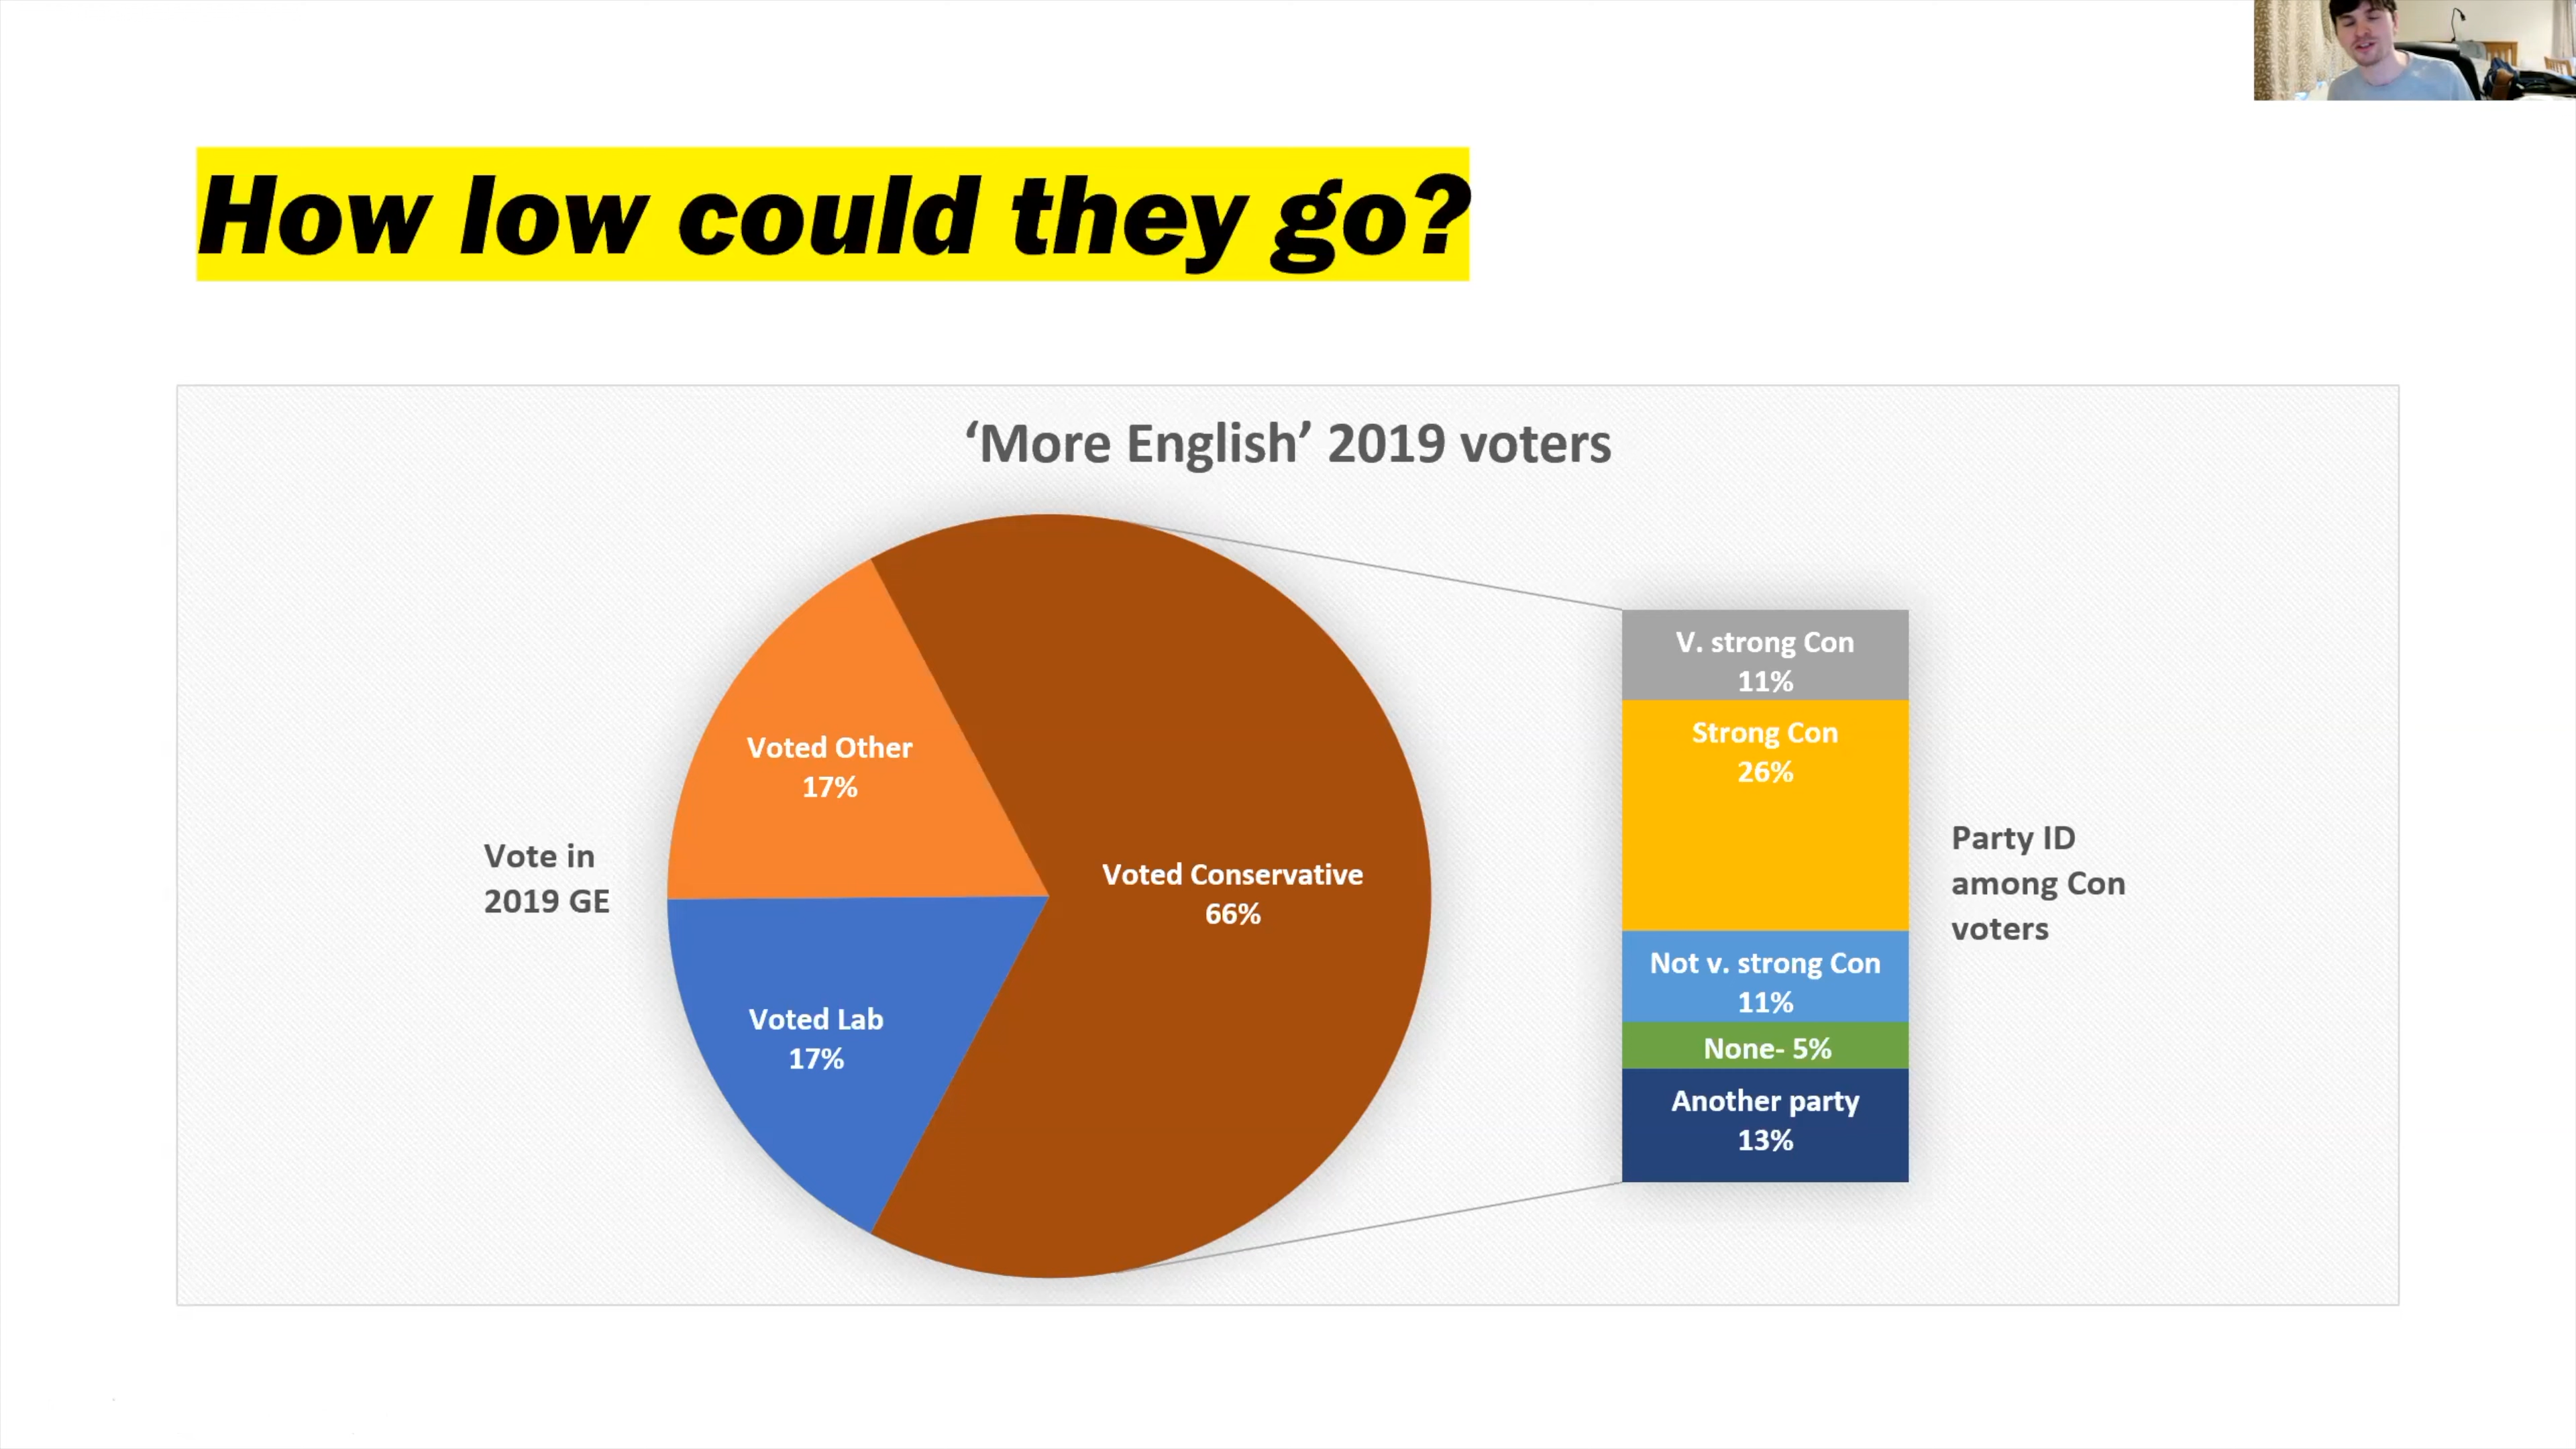 How low could they go?
‘More English’ 2019 voters
Vote in
2019 GE
Voted Other
17%
Voted Lab
17%
Voted Conservative
66%
V. strong Con
11%
Strong Con
26%
Not v. strong Con
11%
None- 5%
Another party
13%
Party ID
among Con
voters